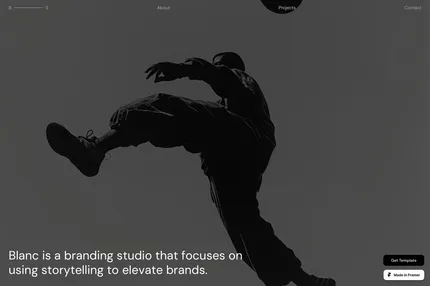 About
Projects
Contact
Blanc is a branding studio that focuses on
using storytelling to elevate brands.
Get Template
Made in Framer